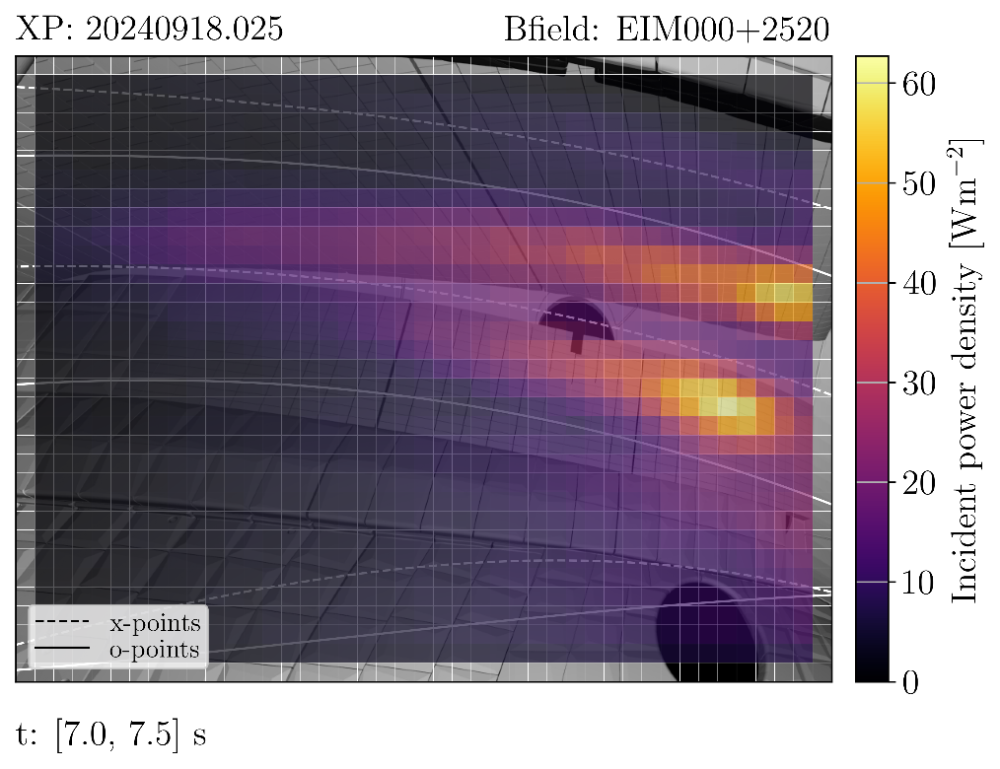 XP: 20240918.025
Bfield: EIM000+2520
60
50
40
30
20
10
0
Incident power density [Wm⁻²]
x-points
o-points
t: [7.0, 7.5] s